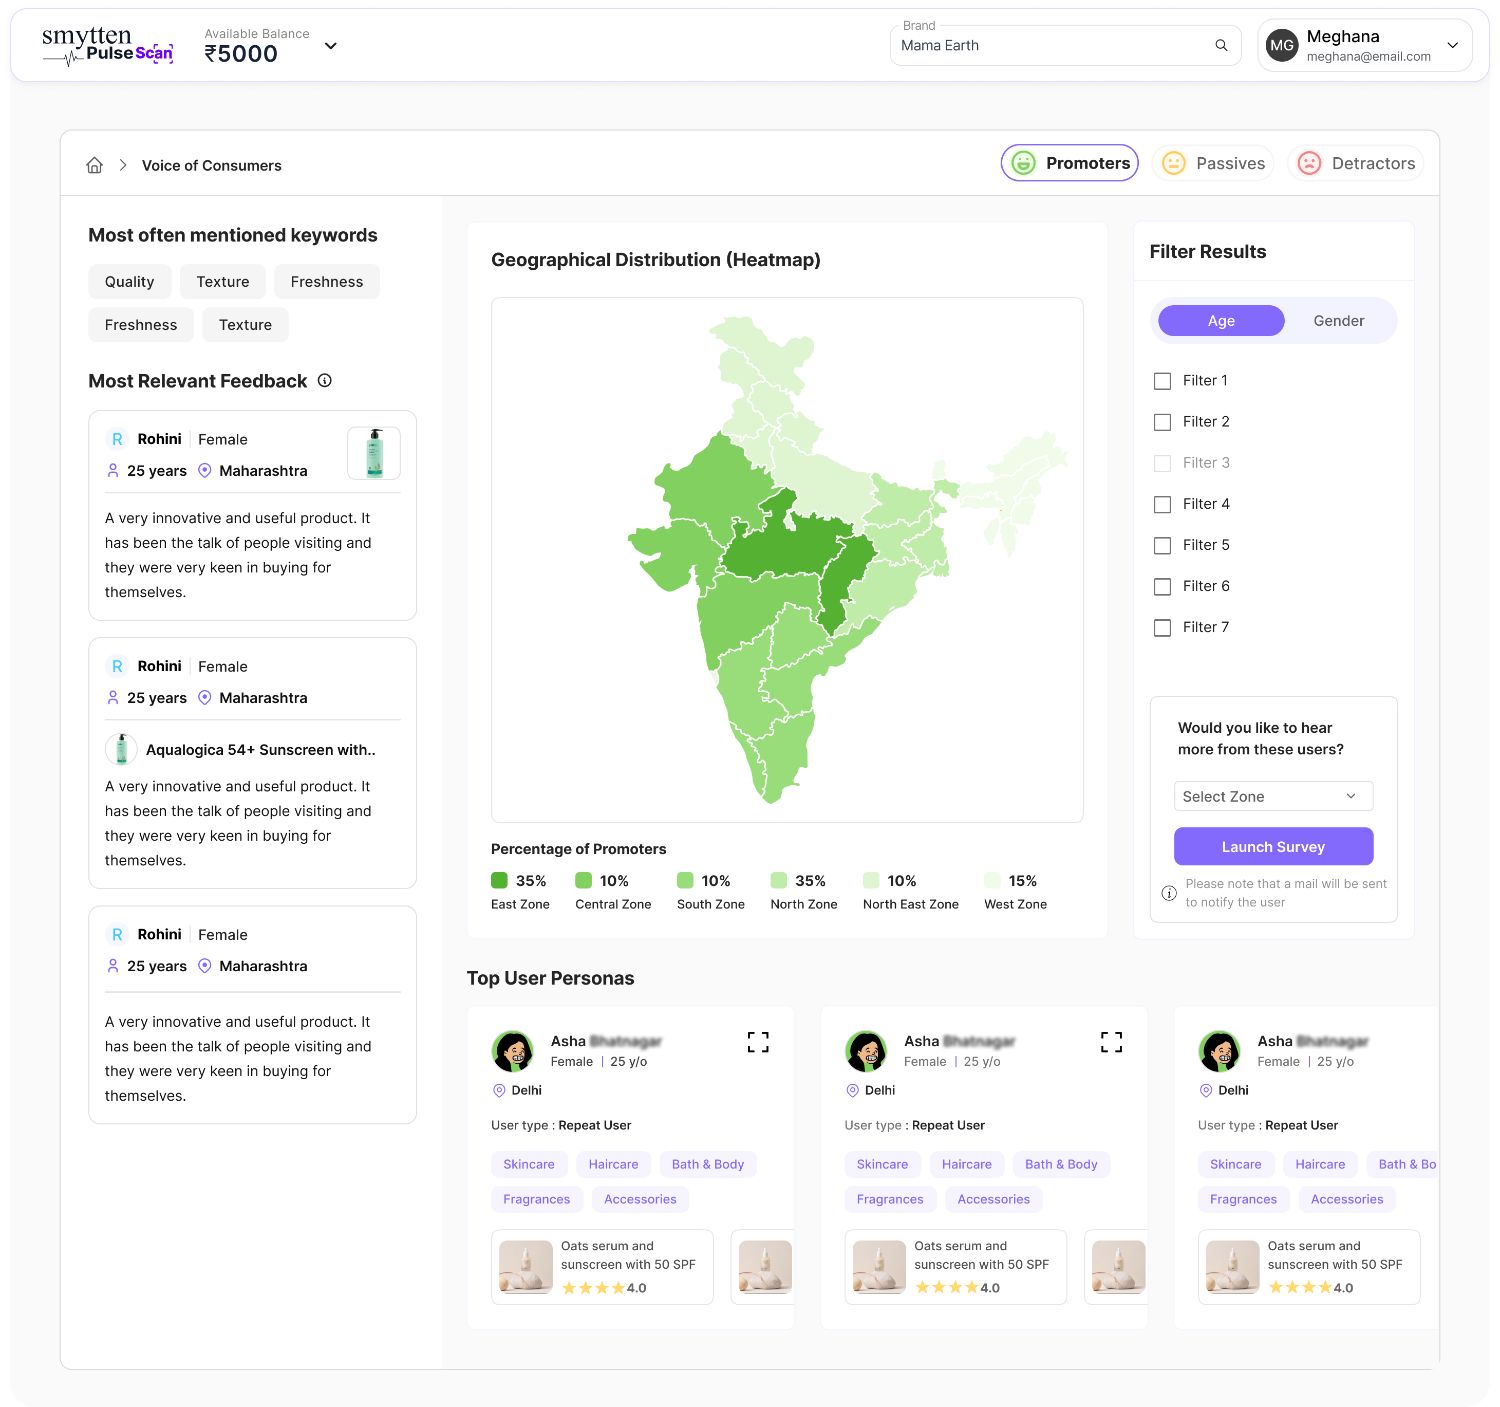 smytten
PulseScan
Available Balance
₹5000
Brand
Mama Earth
MG
Meghana
meghana@email.com
Voice of Consumers
Promoters
Passives
Detractors
Most often mentioned keywords
Quality
Texture
Freshness
Freshness
Texture
Most Relevant Feedback
R
Rohini
Female
25 years
Maharashtra
A very innovative and useful product. It
has been the talk of people visiting and
they were very keen in buying for
themselves.
R
Rohini
Female
25 years
Maharashtra
Aqualogica 54+ Sunscreen with..
A very innovative and useful product. It
has been the talk of people visiting and
they were very keen in buying for
themselves.
R
Rohini
Female
25 years
Maharashtra
A very innovative and useful product. It
has been the talk of people visiting and
they were very keen in buying for
themselves.
Geographical Distribution (Heatmap)
Percentage of Promoters
35%
East Zone
10%
Central Zone
10%
South Zone
35%
North Zone
10%
North East Zone
15%
West Zone
Filter Results
Age
Gender
Filter 1
Filter 2
Filter 3
Filter 4
Filter 5
Filter 6
Filter 7
Would you like to hear
more from these users?
Select Zone
Launch Survey
Please note that a mail will be sent
to notify the user
Top User Personas
Asha Bhatnagar
Female | 25 y/o
Delhi
User type : Repeat User
Skincare
Haircare
Bath & Body
Fragrances
Accessories
Oats serum and
sunscreen with 50 SPF
4.0
Asha Bhatnagar
Female | 25 y/o
Delhi
User type : Repeat User
Skincare
Haircare
Bath & Body
Fragrances
Accessories
Oats serum and
sunscreen with 50 SPF
4.0
Asha Bhatnagar
Female | 25 y/o
Delhi
User type : Repeat User
Skincare
Haircare
Bath & Bo
Fragrances
Accessories
Oats serum and
sunscreen with 50 SPF
4.0